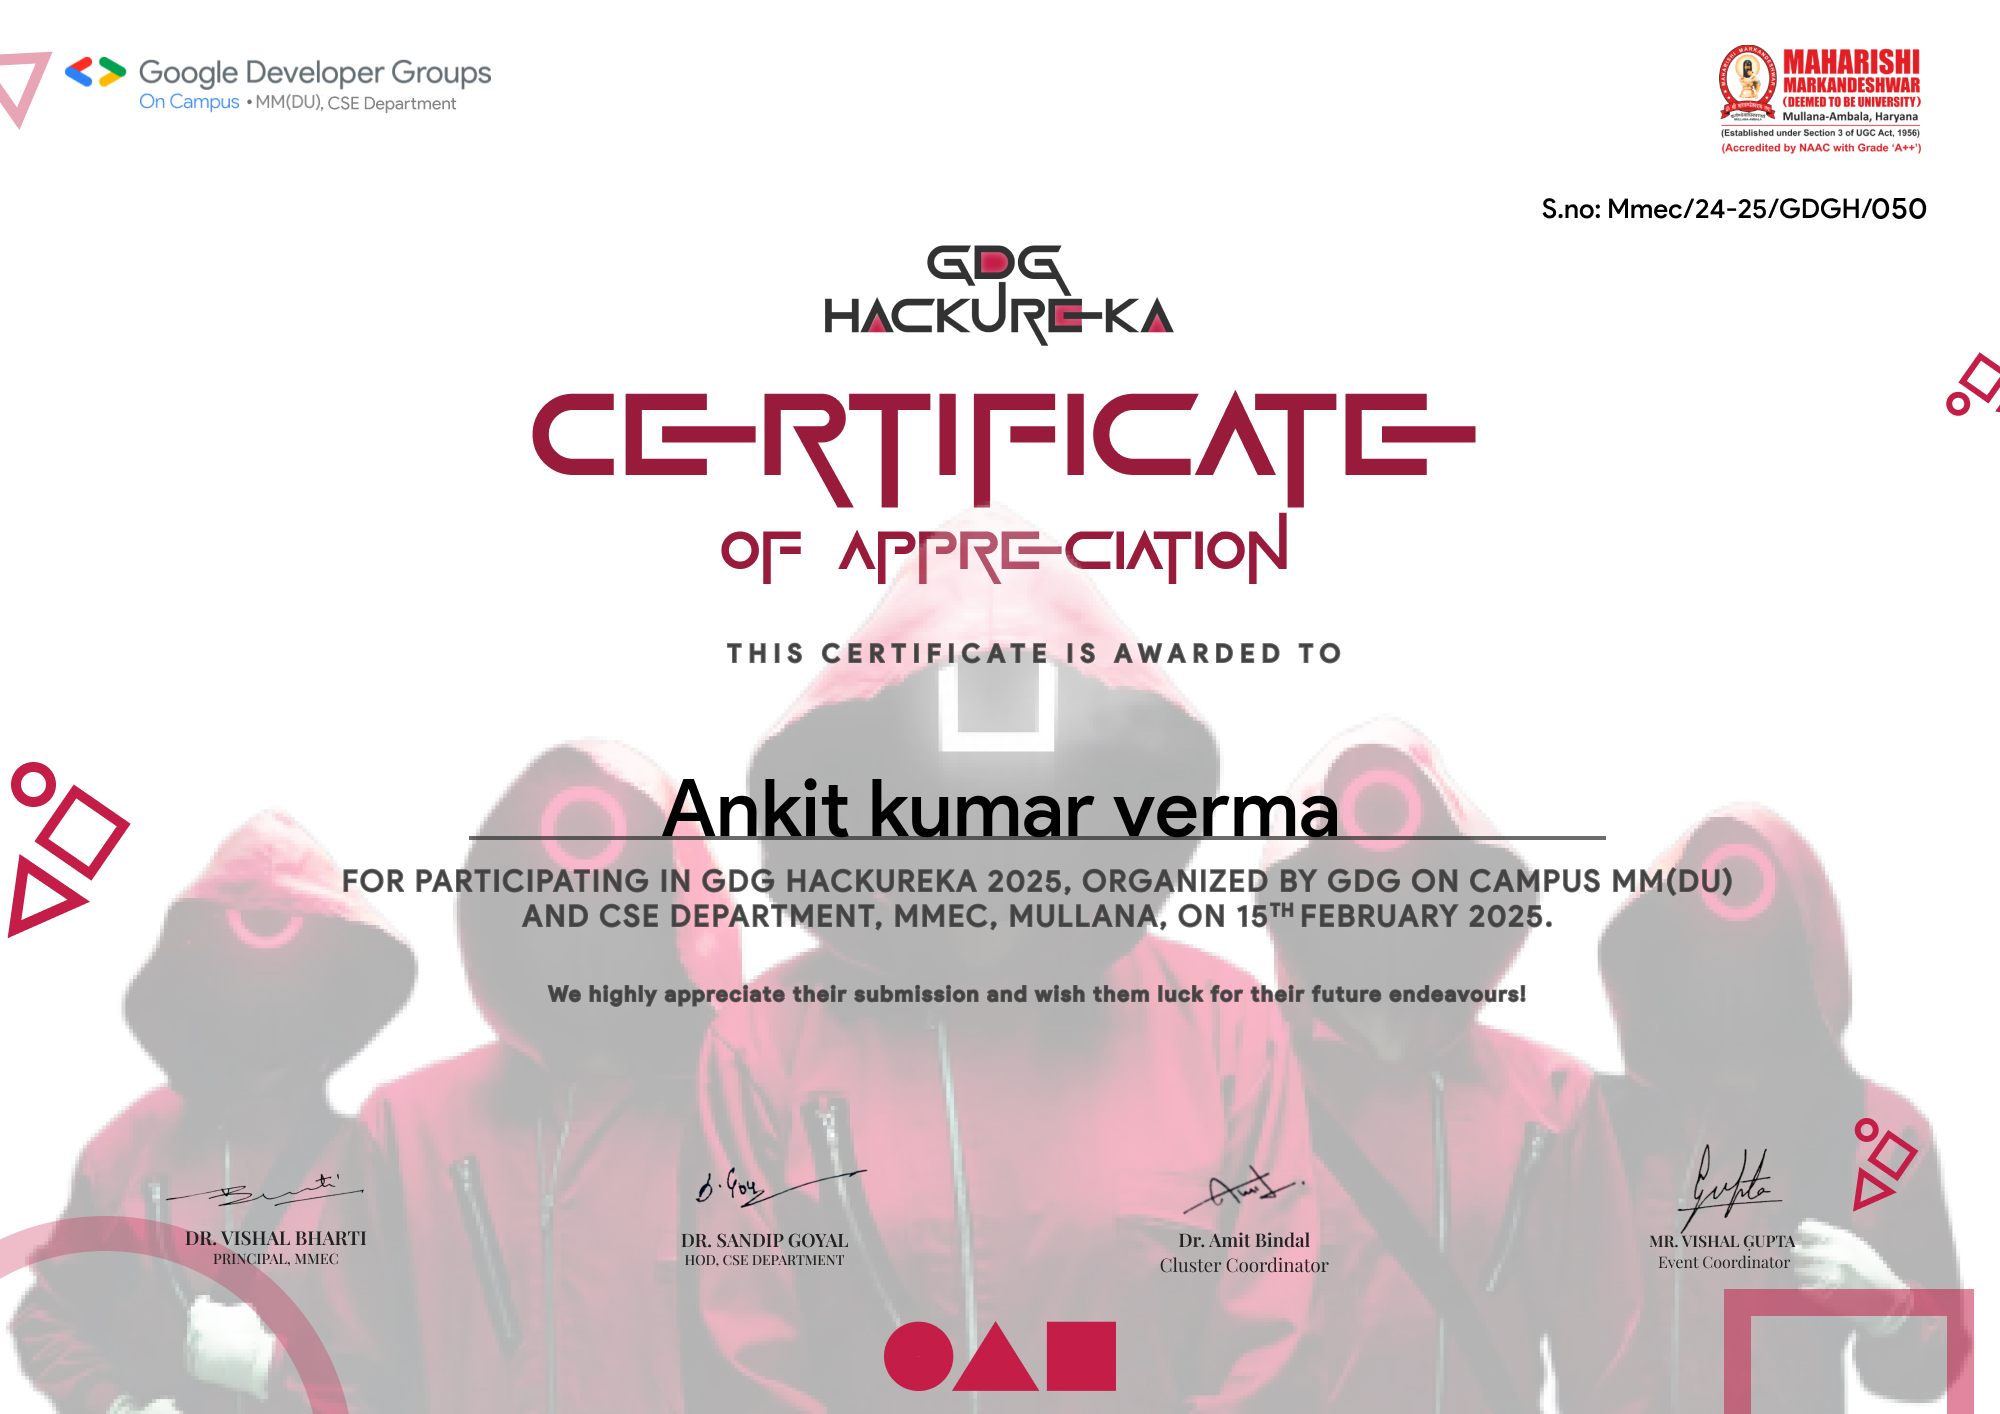 Google Developer Groups
On Campus • MM(DU), CSE Department
MAHARISHI
MARKANDESHWAR
(DEEMED TO BE UNIVERSITY)
Mullana-Ambala, Haryana
(Established under Section 3 of UGC Act, 1956)
(Accredited by NAAC with Grade ‘A++’)
S.no: Mmec/24-25/GDGH/050
GDG
HACKUREKA
CERTIFICATE
OF APPRECIATION
THIS CERTIFICATE IS AWARDED TO
Ankit kumar verma
FOR PARTICIPATING IN GDG HACKUREKA 2025, ORGANIZED BY GDG ON CAMPUS MM(DU)
AND CSE DEPARTMENT, MMEC, MULLANA, ON 15TH FEBRUARY 2025.
We highly appreciate their submission and wish them luck for their future endeavours!
S. Goy
Amit
Gupta
DR. VISHAL BHARTI
PRINCIPAL, MMEC
DR. SANDIP GOYAL
HOD, CSE DEPARTMENT
Dr. Amit Bindal
Cluster Coordinator
MR. VISHAL GUPTA
Event Coordinator